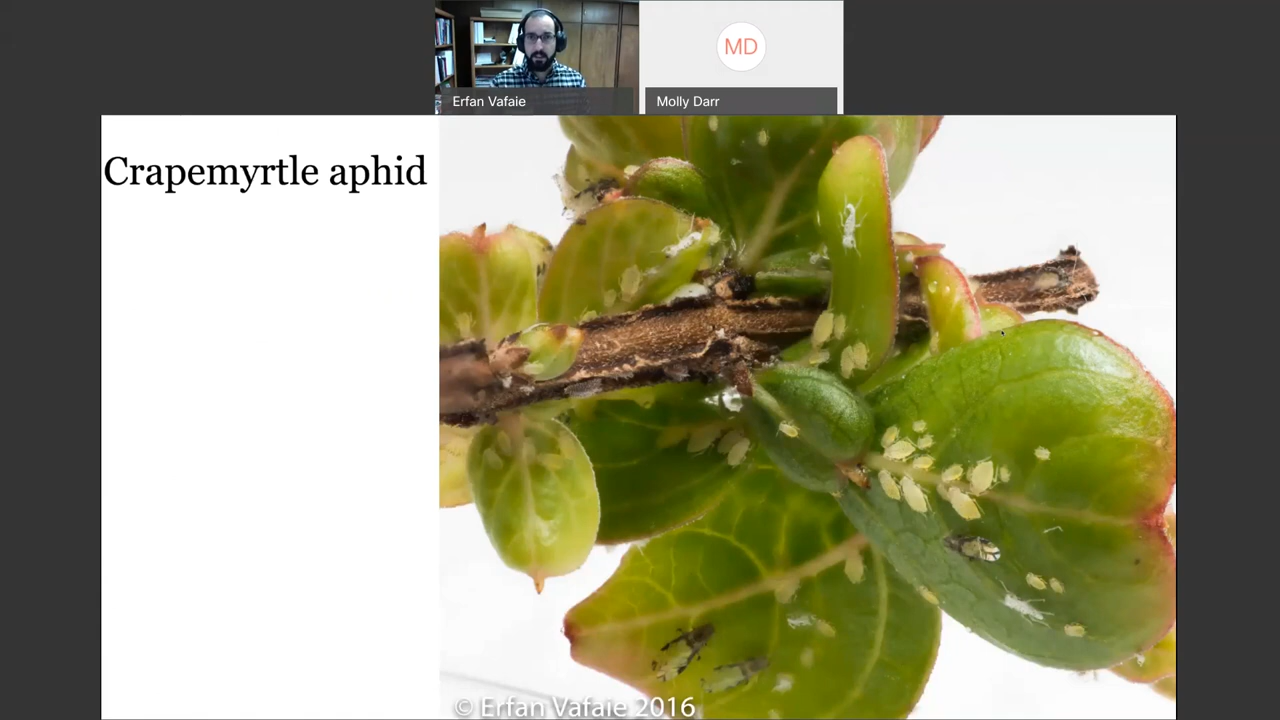 MD
Erfan Vafaie
Molly Darr
Crapemyrtle aphid
© Erfan Vafaie 2016